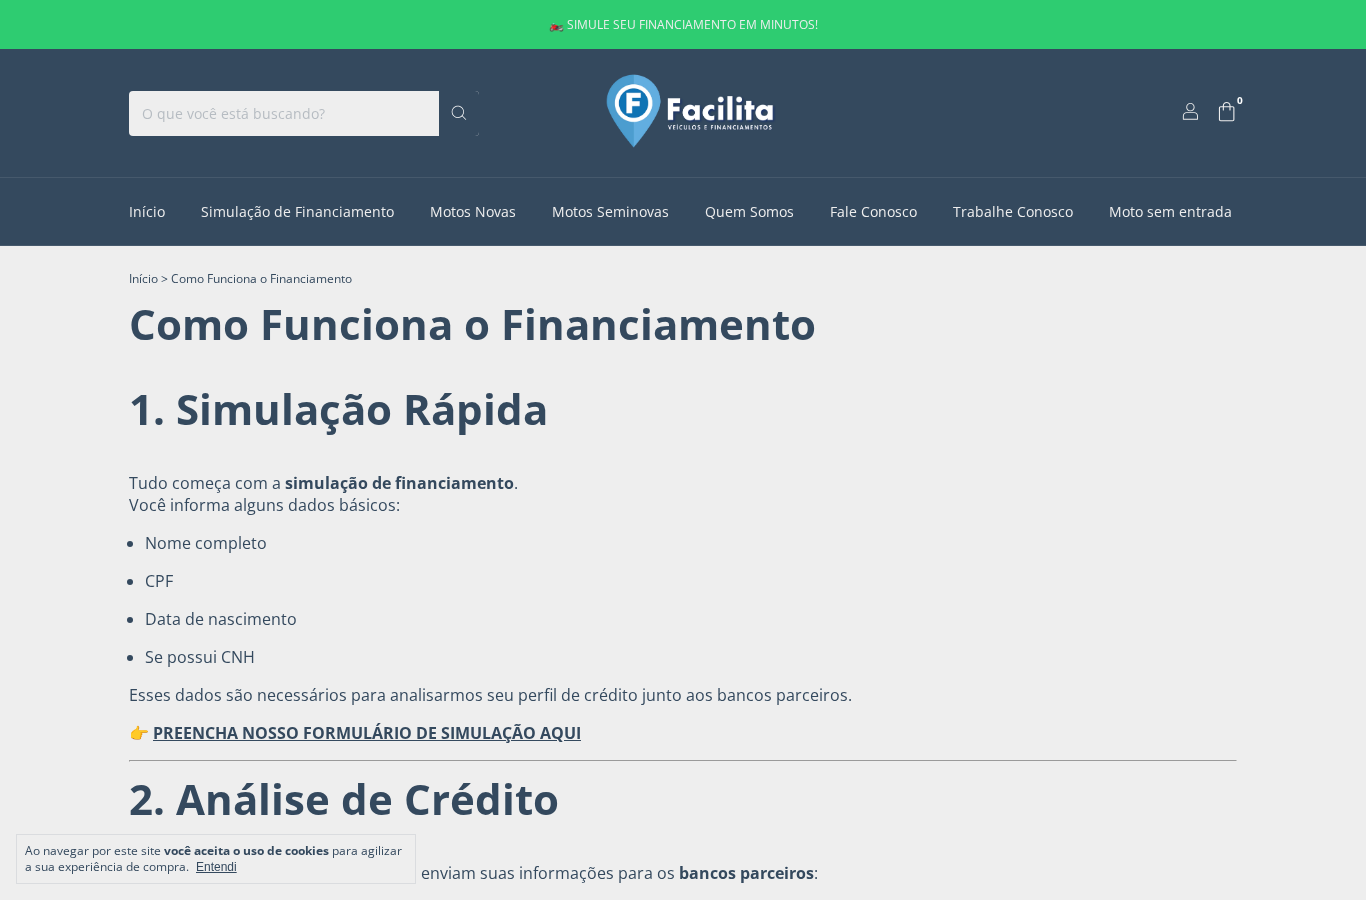 🏍️ SIMULE SEU FINANCIAMENTO EM MINUTOS!
O que você está buscando?
F
Facilita
VEÍCULOS E FINANCIAMENTOS
0
Início
Simulação de Financiamento
Motos Novas
Motos Seminovas
Quem Somos
Fale Conosco
Trabalhe Conosco
Moto sem entrada
Início > Como Funciona o Financiamento
Como Funciona o Financiamento
1. Simulação Rápida
Tudo começa com a simulação de financiamento.
Você informa alguns dados básicos:
Nome completo
CPF
Data de nascimento
Se possui CNH
Esses dados são necessários para analisarmos seu perfil de crédito junto aos bancos parceiros.
👉 PREENCHA NOSSO FORMULÁRIO DE SIMULAÇÃO AQUI
2. Análise de Crédito
enviam suas informações para os bancos parceiros:
Ao navegar por este site você aceita o uso de cookies para agilizar
a sua experiência de compra. Entendi